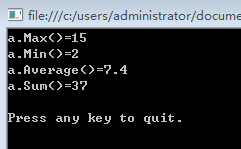 file:///c:/users/administrator/docume
a.Max()=15
a.Min()=2
a.Average()=7.4
a.Sum()=37
Press any key to quit.